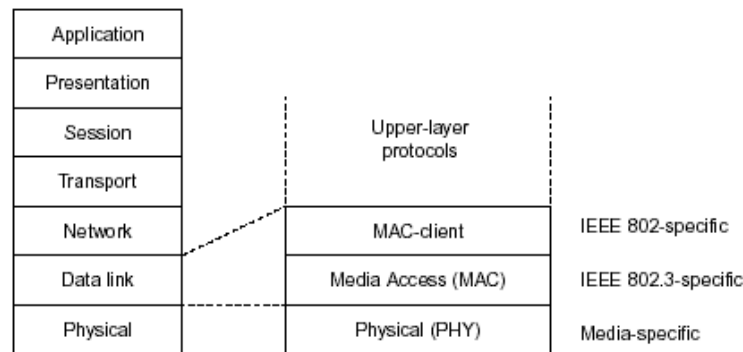 Application
Presentation
Session
Transport
Network
Data link
Physical
Upper-layer
protocols
MAC-client
Media Access (MAC)
Physical (PHY)
IEEE 802-specific
IEEE 802.3-specific
Media-specific